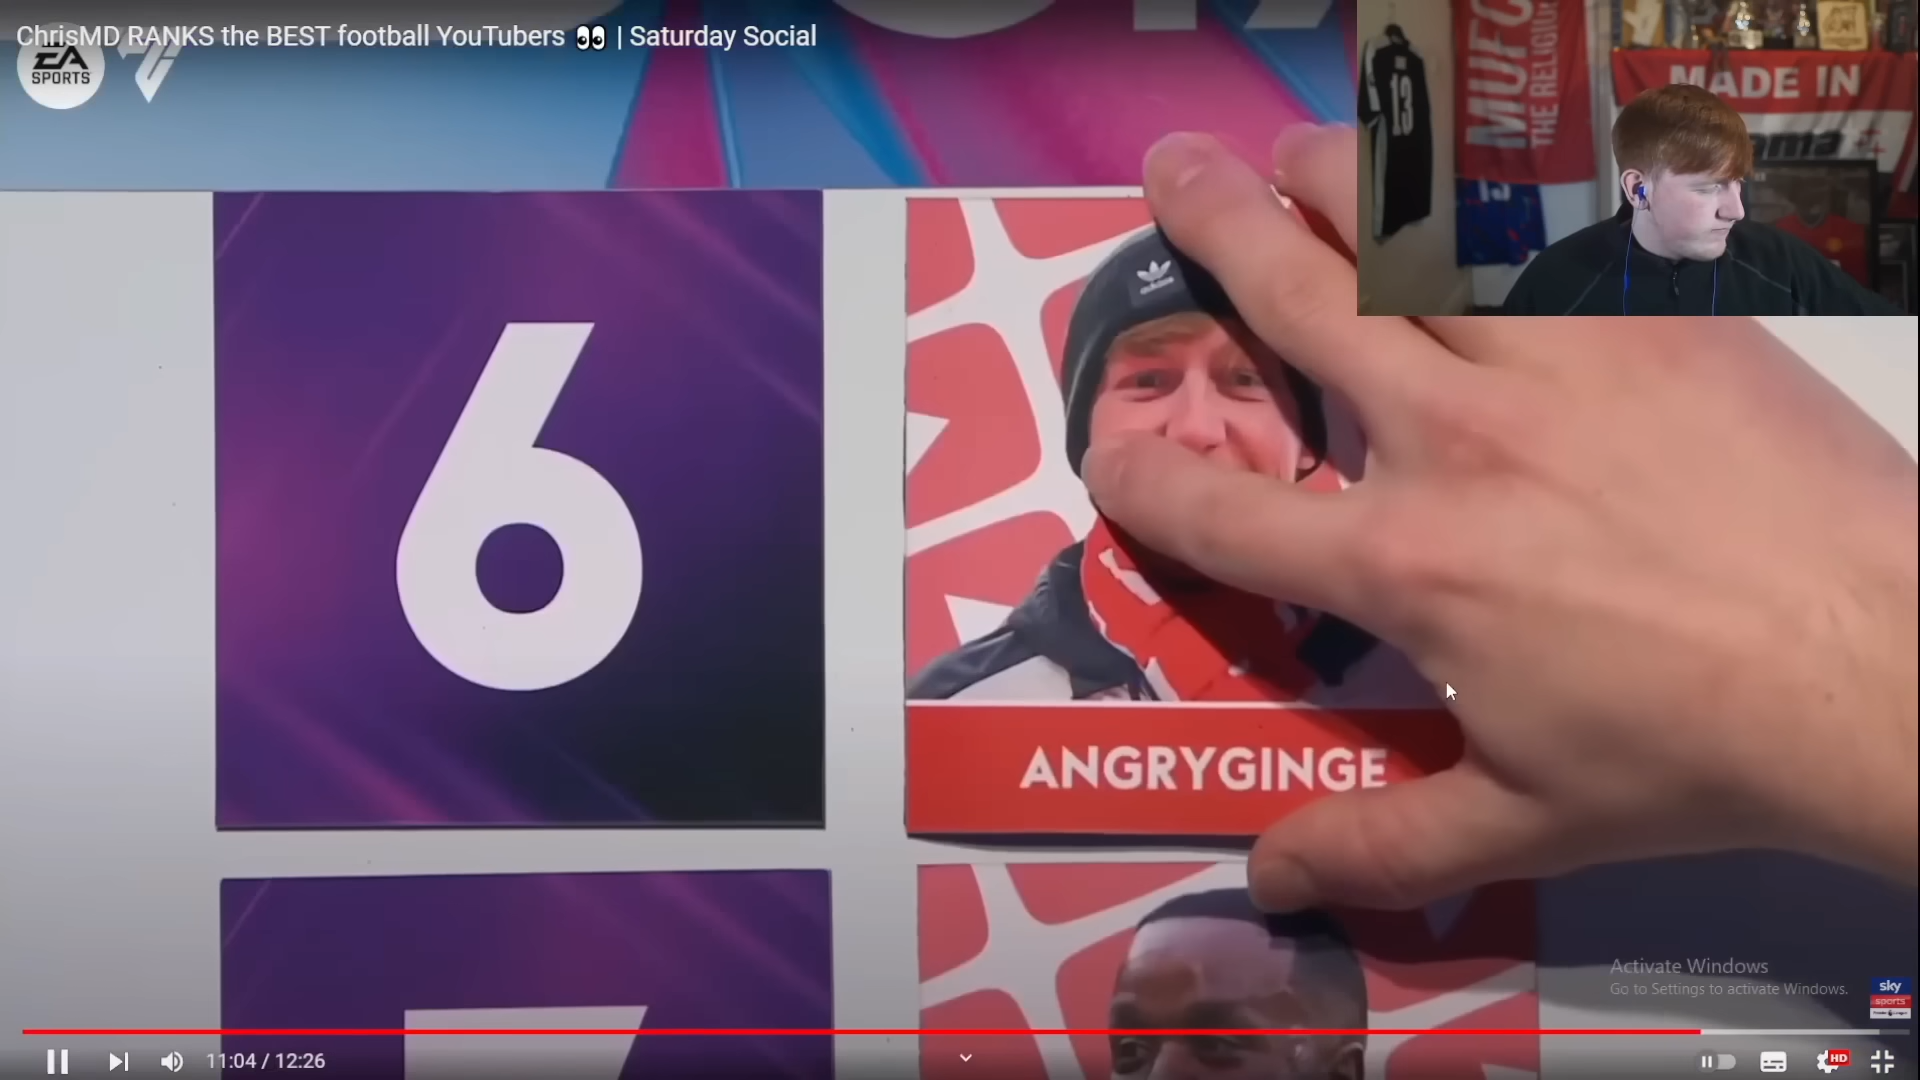 ChrisMD RANKS the BEST football YouTubers 👀 | Saturday Social
EA
SPORTS
13
MUFC
THE RELIGION
MADE IN
adidas
6
ANGRYGINGE
Activate Windows
Go to Settings to activate Windows.
sky
sports
11:04 / 12:26
HD